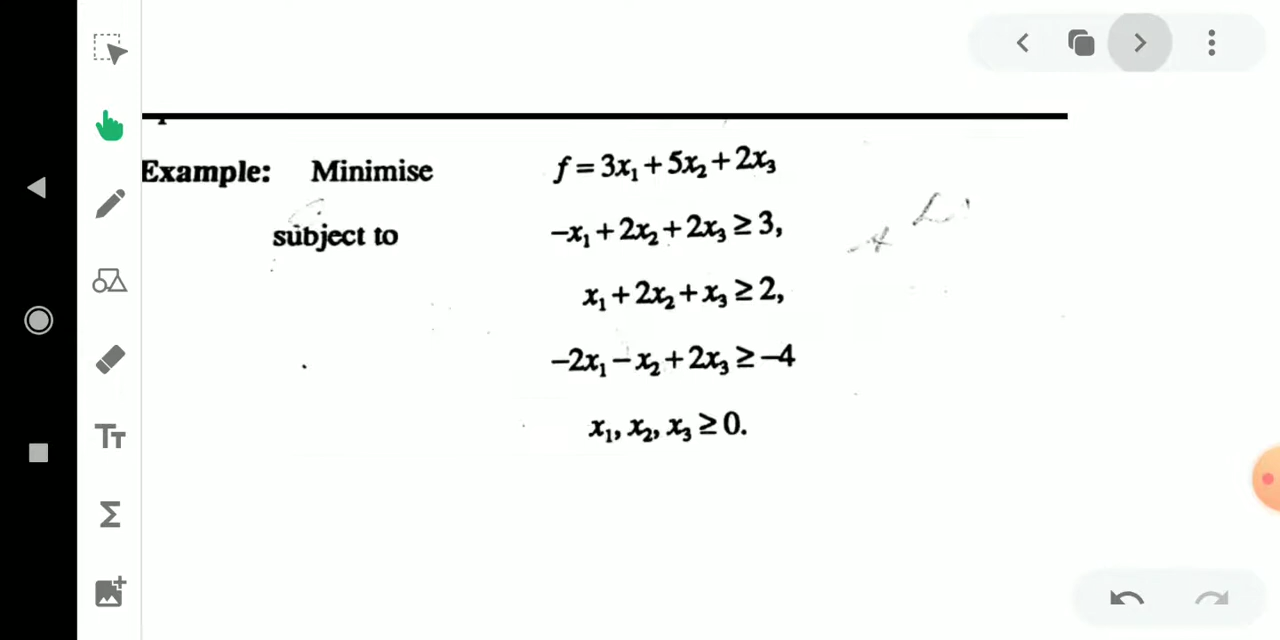 Example: Minimise f = 3x₁ + 5x₂ + 2x₃
subject to −x₁ + 2x₂ + 2x₃ ≥ 3,
x₁ + 2x₂ + x₃ ≥ 2,
−2x₁ − x₂ + 2x₃ ≥ −4
x₁, x₂, x₃ ≥ 0.